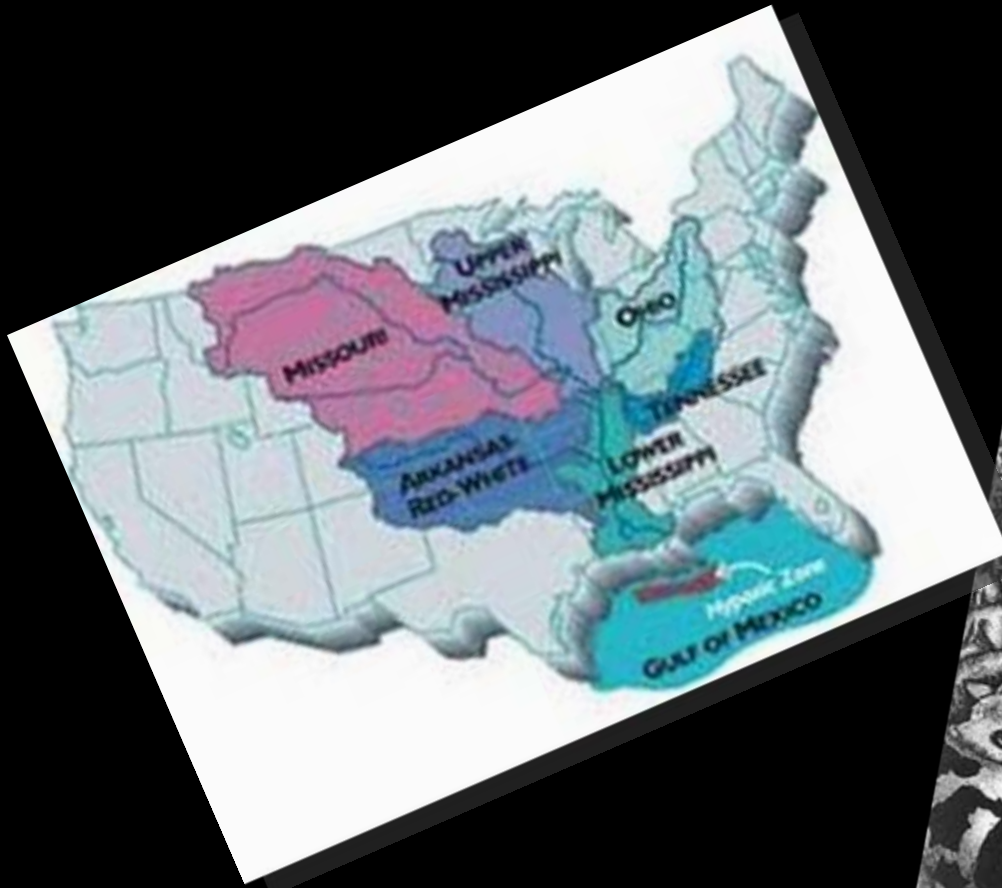 UPPER
MISSISSIPPI
OHIO
MISSOURI
TENNESSEE
ARKANSAS
RED-WHITE
LOWER
MISSISSIPPI
Hypoxic Zone
GULF OF MEXICO